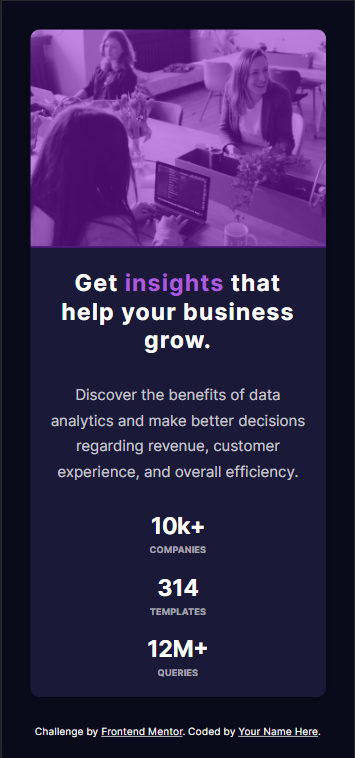 Get insights that
help your business
grow.
Discover the benefits of data
analytics and make better decisions
regarding revenue, customer
experience, and overall efficiency.
10k+
COMPANIES
314
TEMPLATES
12M+
QUERIES
Challenge by Frontend Mentor. Coded by Your Name Here.